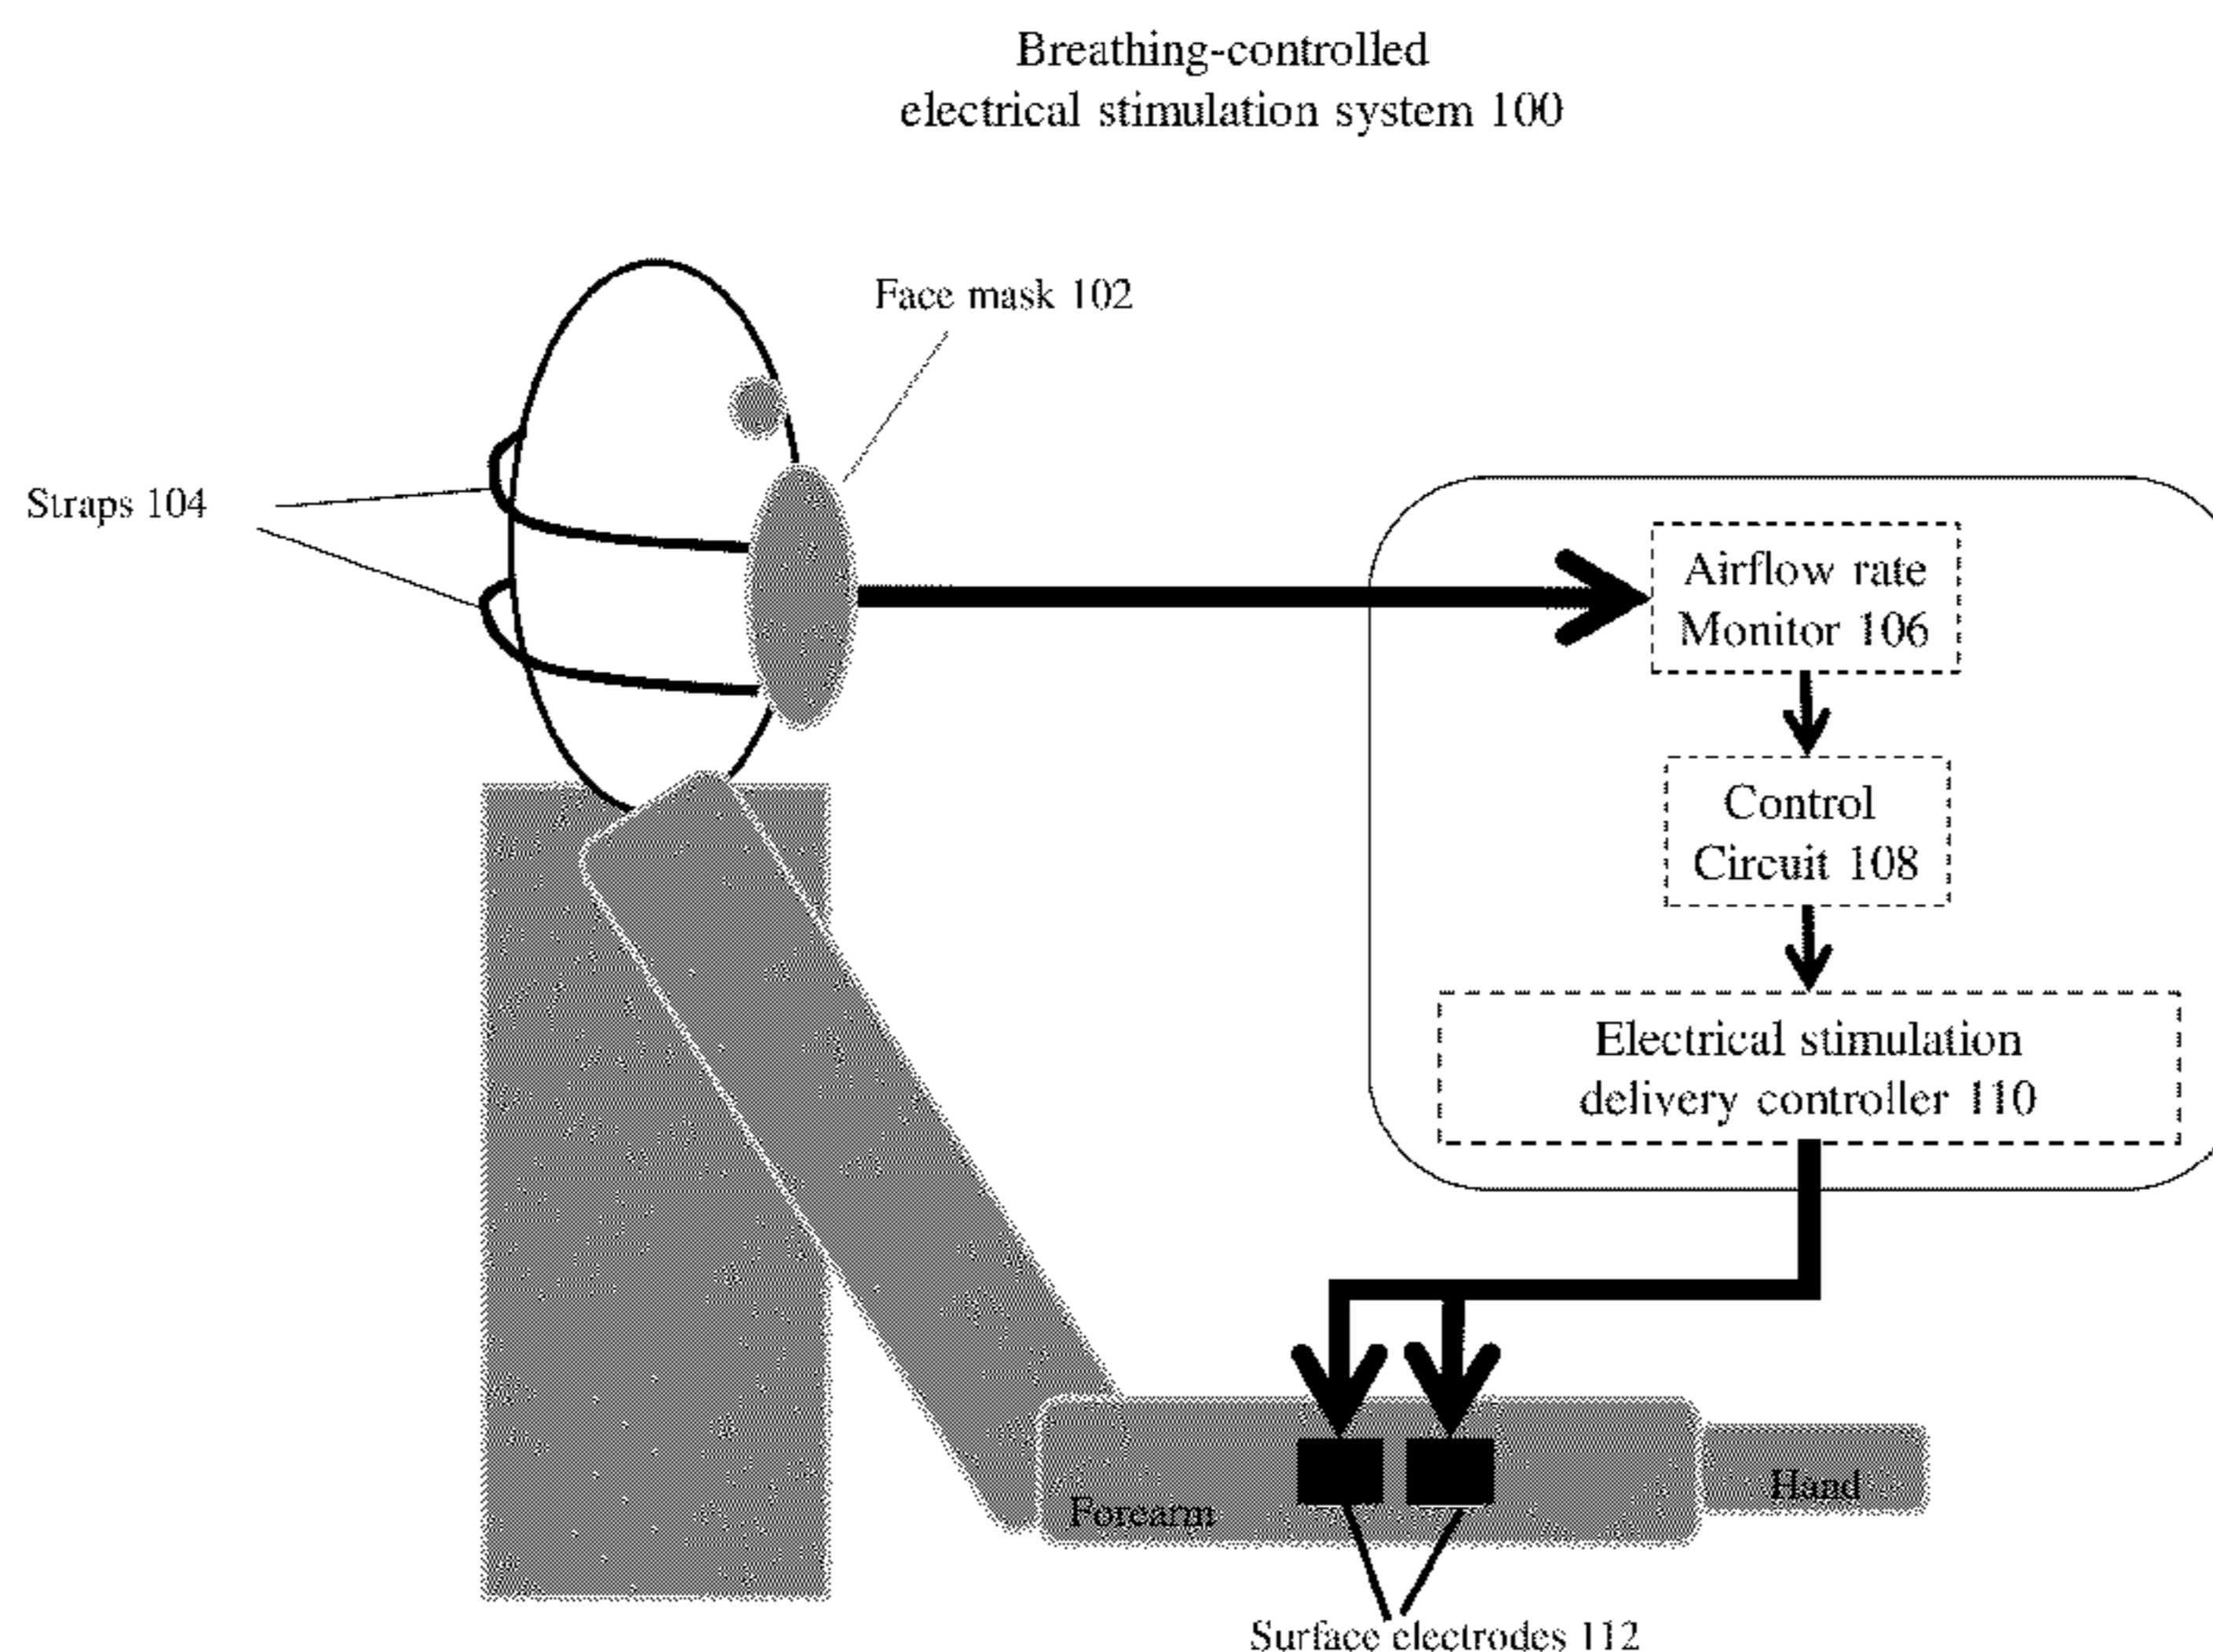 Breathing-controlled
electrical stimulation system 100
Face mask 102
Straps 104
Airflow rate
Monitor 106
Control
Circuit 108
Electrical stimulation
delivery controller 110
Forearm
Hand
Surface electrodes 112